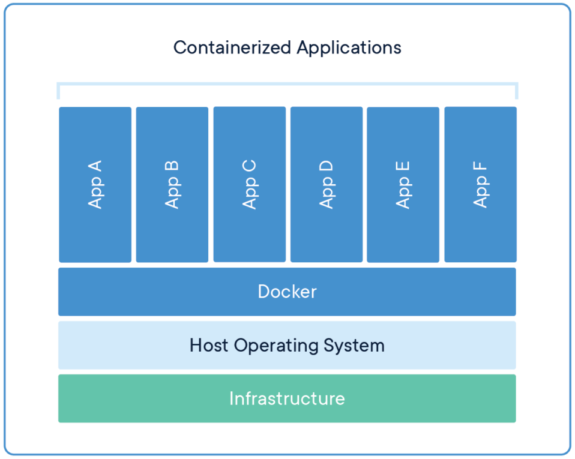 Containerized Applications
App A
App B
App C
App D
App E
App F
Docker
Host Operating System
Infrastructure